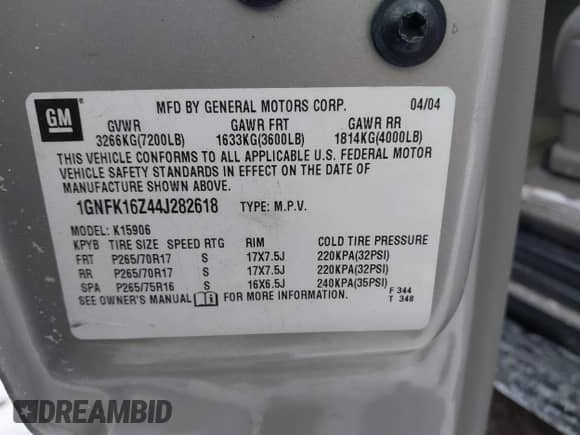 GM
MFD BY GENERAL MOTORS CORP. 04/04
GVWR GAWR FRT GAWR RR
3266KG(7200LB) 1633KG(3600LB) 1814KG(4000LB)
THIS VEHICLE CONFORMS TO ALL APPLICABLE U.S. FEDERAL MOTOR
VEHICLE SAFETY STANDARDS IN EFFECT ON THE DATE OF
MANUFACTURE SHOWN ABOVE.
1GNFK16Z44J282618 TYPE: M.P.V.
MODEL: K15906
KPYB TIRE SIZE SPEED RTG RIM COLD TIRE PRESSURE
FRT P265/70R17 S 17X7.5J 220KPA(32PSI)
RR P265/70R17 S 17X7.5J 220KPA(32PSI)
SPA P265/75R16 S 16X6.5J 240KPA(35PSI)
SEE OWNER'S MANUAL FOR MORE INFORMATION.
F 344
T 348
DREAMBID